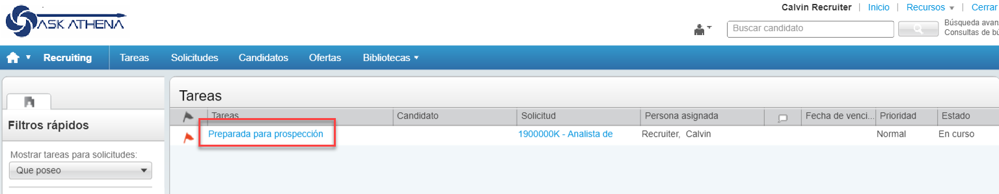 ASK ATHENA
Calvin Recruiter | Inicio | Recursos | Cerrar
Buscar candidato
Búsqueda avan
Consultas de bú
Recruiting Tareas Solicitudes Candidatos Ofertas Bibliotecas
Filtros rápidos
Mostrar tareas para solicitudes:
Que poseo
Tareas
Tareas Candidato Solicitud Persona asignada Fecha de venci... Prioridad Estado
Preparada para prospección 1900000K - Analista de Recruiter, Calvin Normal En curso